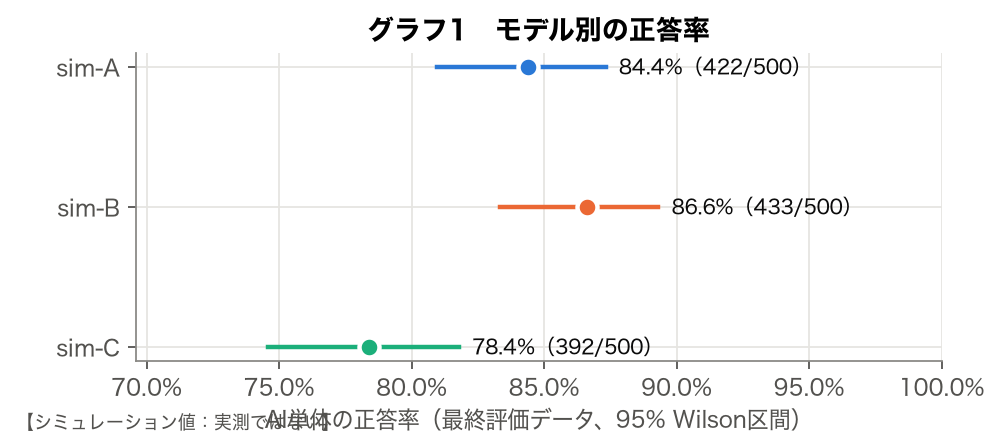 グラフ1　モデル別の正答率
sim-A
84.4%（422/500）
sim-B
86.6%（433/500）
sim-C
78.4%（392/500）
70.0% 75.0% 80.0% 85.0% 90.0% 95.0% 100.0%
【シミュレーション値：実測ではない】
AI単体の正答率（最終評価データ、95% Wilson区間）